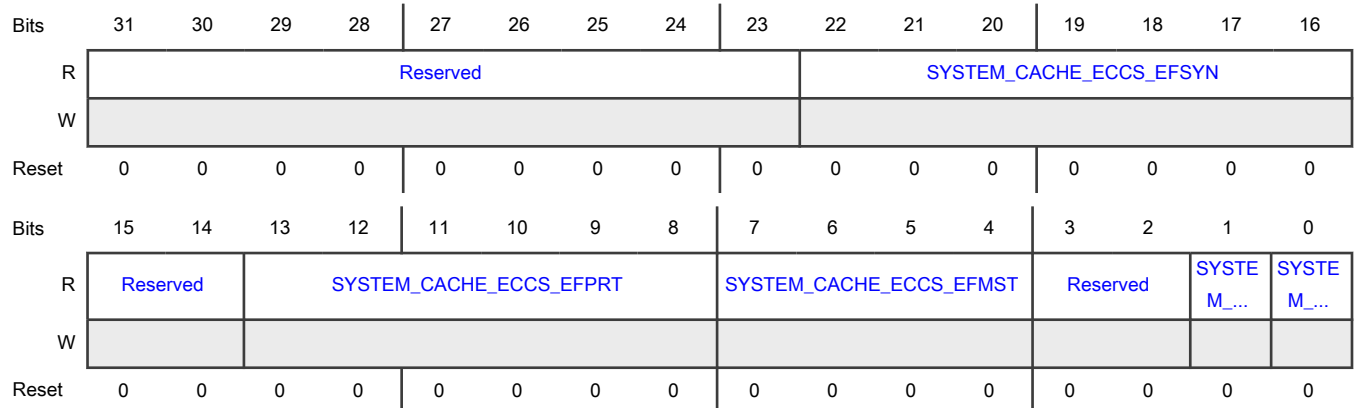 Bits 31 30 29 28 27 26 25 24 23 22 21 20 19 18 17 16
R Reserved SYSTEM_CACHE_ECCS_EFSYN
W
Reset 0 0 0 0 0 0 0 0 0 0 0 0 0 0 0 0
Bits 15 14 13 12 11 10 9 8 7 6 5 4 3 2 1 0
R Reserved SYSTEM_CACHE_ECCS_EFPRT SYSTEM_CACHE_ECCS_EFMST Reserved SYSTE SYSTE
M_... M_...
W
Reset 0 0 0 0 0 0 0 0 0 0 0 0 0 0 0 0